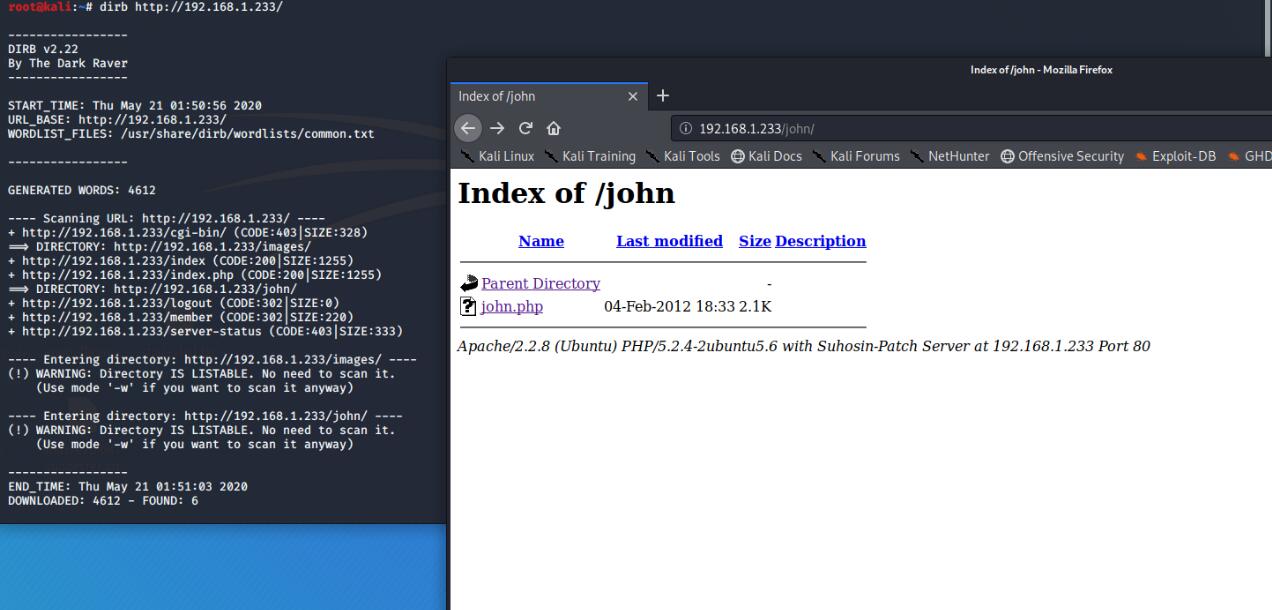 root@kali:~# dirb http://192.168.1.233/
-----------------
DIRB v2.22
By The Dark Raver
-----------------
START_TIME: Thu May 21 01:50:56 2020
URL_BASE: http://192.168.1.233/
WORDLIST_FILES: /usr/share/dirb/wordlists/common.txt
-----------------
GENERATED WORDS: 4612
---- Scanning URL: http://192.168.1.233/ ----
+ http://192.168.1.233/cgi-bin/ (CODE:403|SIZE:328)
==> DIRECTORY: http://192.168.1.233/images/
+ http://192.168.1.233/index (CODE:200|SIZE:1255)
+ http://192.168.1.233/index.php (CODE:200|SIZE:1255)
==> DIRECTORY: http://192.168.1.233/john/
+ http://192.168.1.233/logout (CODE:302|SIZE:0)
+ http://192.168.1.233/member (CODE:302|SIZE:220)
+ http://192.168.1.233/server-status (CODE:403|SIZE:333)
---- Entering directory: http://192.168.1.233/images/ ----
(!) WARNING: Directory IS LISTABLE. No need to scan it.
(Use mode '-w' if you want to scan it anyway)
---- Entering directory: http://192.168.1.233/john/ ----
(!) WARNING: Directory IS LISTABLE. No need to scan it.
(Use mode '-w' if you want to scan it anyway)
-----------------
END_TIME: Thu May 21 01:51:03 2020
DOWNLOADED: 4612 - FOUND: 6
Index of /john - Mozilla Firefox
Index of /john
192.168.1.233/john/
Kali Linux Kali Training Kali Tools Kali Docs Kali Forums NetHunter Offensive Security Exploit-DB GHD
Index of /john
Name Last modified Size Description
Parent Directory -
john.php 04-Feb-2012 18:33 2.1K
Apache/2.2.8 (Ubuntu) PHP/5.2.4-2ubuntu5.6 with Suhosin-Patch Server at 192.168.1.233 Port 80